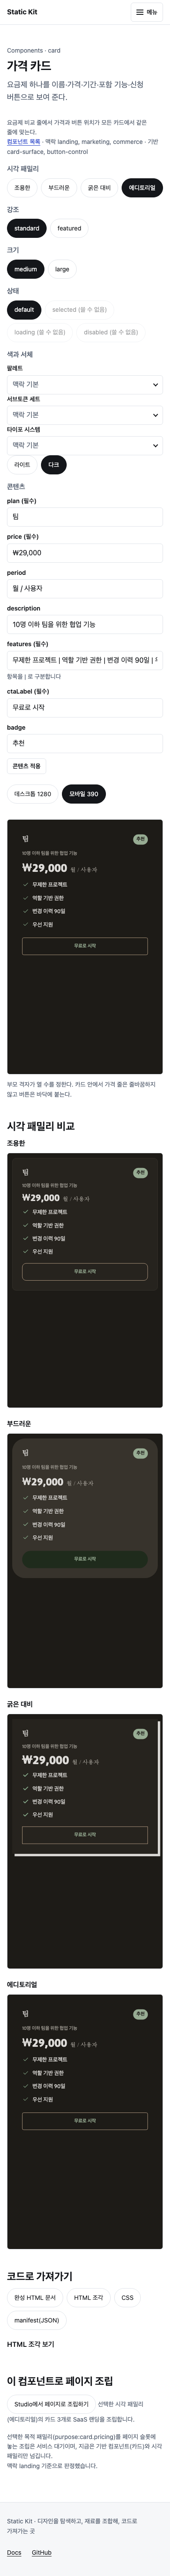 Static Kit
메뉴
Components · card
가격 카드
요금제 하나를 이름·가격·기간·포함 기능·신청
버튼으로 보여 준다.
요금제 비교 줄에서 가격과 버튼 위치가 모든 카드에서 같은
줄에 맞는다.
컴포넌트 목록 · 맥락 landing, marketing, commerce · 기반
card-surface, button-control
시각 패밀리
조용한
부드러운
굵은 대비
에디토리얼
강조
standard
featured
크기
medium
large
상태
default
selected (쓸 수 없음)
loading (쓸 수 없음)
disabled (쓸 수 없음)
색과 서체
팔레트
맥락 기본
서브토큰 세트
맥락 기본
타이포 시스템
맥락 기본
라이트
다크
콘텐츠
plan (필수)
팀
price (필수)
₩29,000
period
월 / 사용자
description
10명 이하 팀을 위한 협업 기능
features (필수)
무제한 프로젝트 | 역할 기반 권한 | 변경 이력 90일 |
항목을 | 로 구분합니다
ctaLabel (필수)
무료로 시작
badge
추천
콘텐츠 적용
데스크톱 1280
모바일 390
팀
추천
10명 이하 팀을 위한 협업 기능
₩29,000 월 / 사용자
무제한 프로젝트
역할 기반 권한
변경 이력 90일
우선 지원
무료로 시작
부모 격자가 열 수를 정한다. 카드 안에서 가격 줄은 줄바꿈하지
않고 버튼은 바닥에 붙는다.
시각 패밀리 비교
조용한
팀
추천
10명 이하 팀을 위한 협업 기능
₩29,000 월 / 사용자
무제한 프로젝트
역할 기반 권한
변경 이력 90일
우선 지원
무료로 시작
부드러운
팀
추천
10명 이하 팀을 위한 협업 기능
₩29,000 월 / 사용자
무제한 프로젝트
역할 기반 권한
변경 이력 90일
우선 지원
무료로 시작
굵은 대비
팀
추천
10명 이하 팀을 위한 협업 기능
₩29,000 월 / 사용자
무제한 프로젝트
역할 기반 권한
변경 이력 90일
우선 지원
무료로 시작
에디토리얼
팀
추천
10명 이하 팀을 위한 협업 기능
₩29,000 월 / 사용자
무제한 프로젝트
역할 기반 권한
변경 이력 90일
우선 지원
무료로 시작
코드로 가져가기
완성 HTML 문서
HTML 조각
CSS
manifest(JSON)
HTML 조각 보기
이 컴포넌트로 페이지 조립
Studio에서 페이지로 조립하기
선택한 시각 패밀리
(에디토리얼)의 카드 3개로 SaaS 랜딩을 조립합니다.
선택한 목적 패밀리(purpose:card.pricing)를 페이지 슬롯에
놓는 조립은 서비스 대기이며, 지금은 기반 컴포넌트(카드)와 시각
패밀리만 넘깁니다.
맥락 landing 기준으로 판정했습니다.
Static Kit · 디자인을 탐색하고, 재료를 조합해, 코드로
가져가는 곳
Docs
GitHub